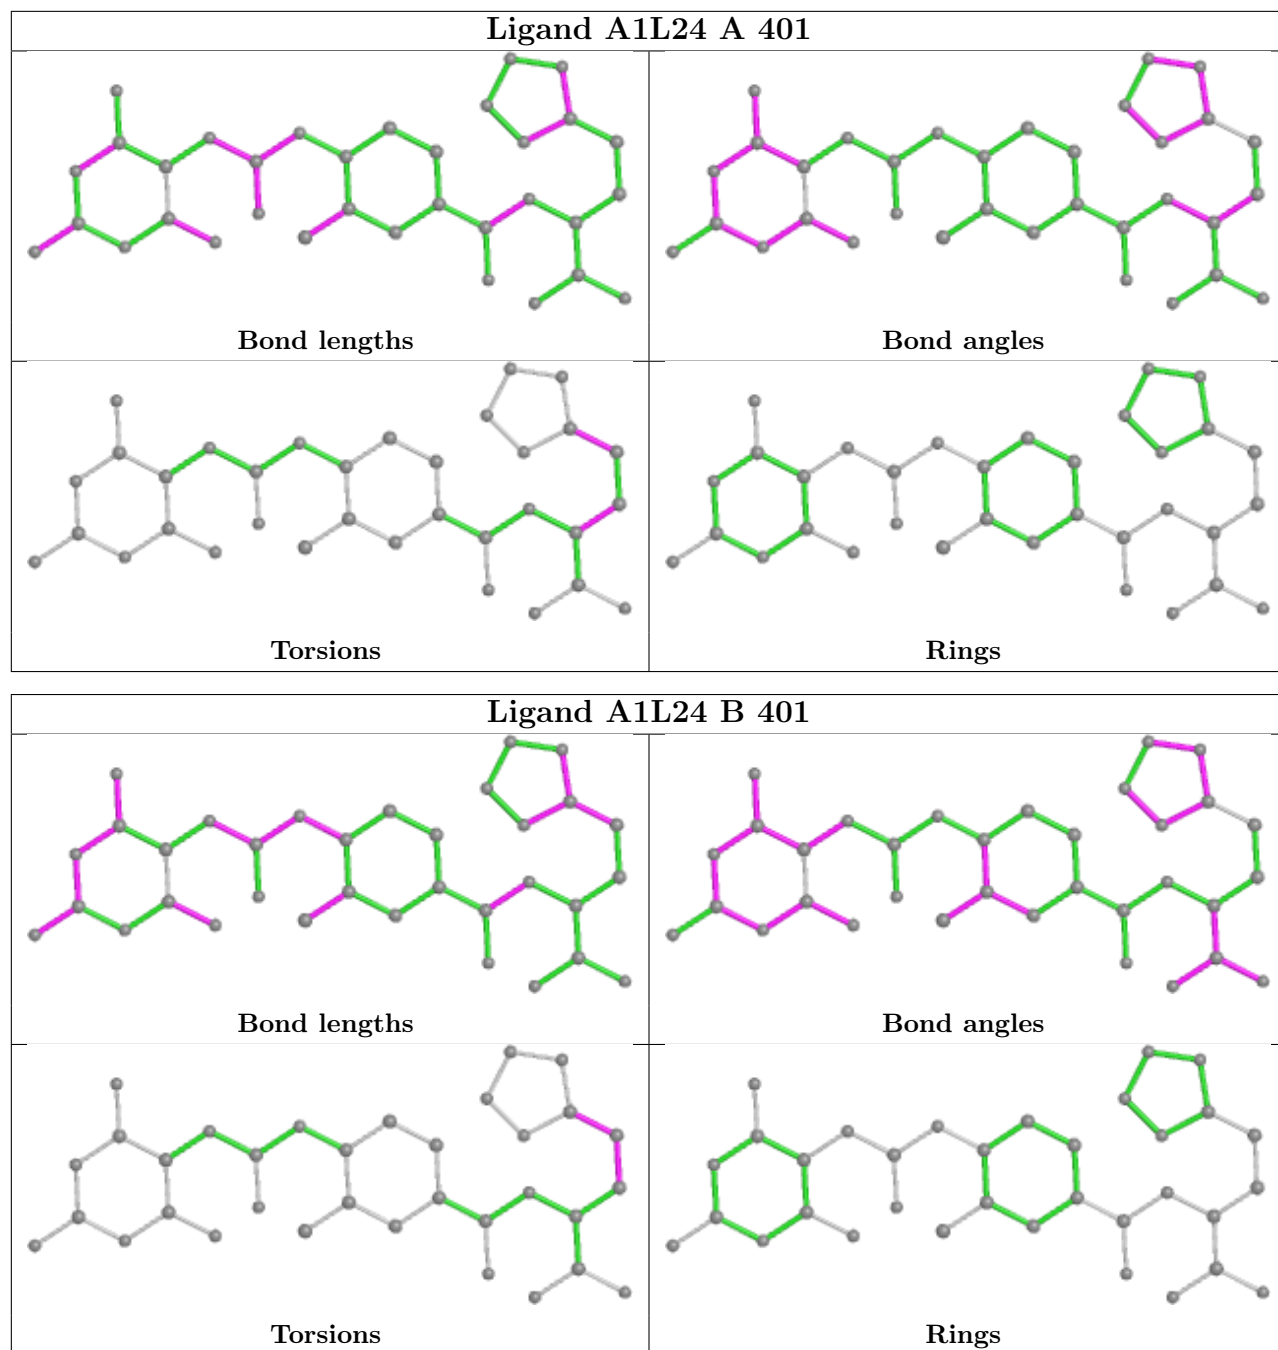 Ligand A1L24 A 401
Bond lengths
Bond angles
Torsions
Rings
Ligand A1L24 B 401
Bond lengths
Bond angles
Torsions
Rings